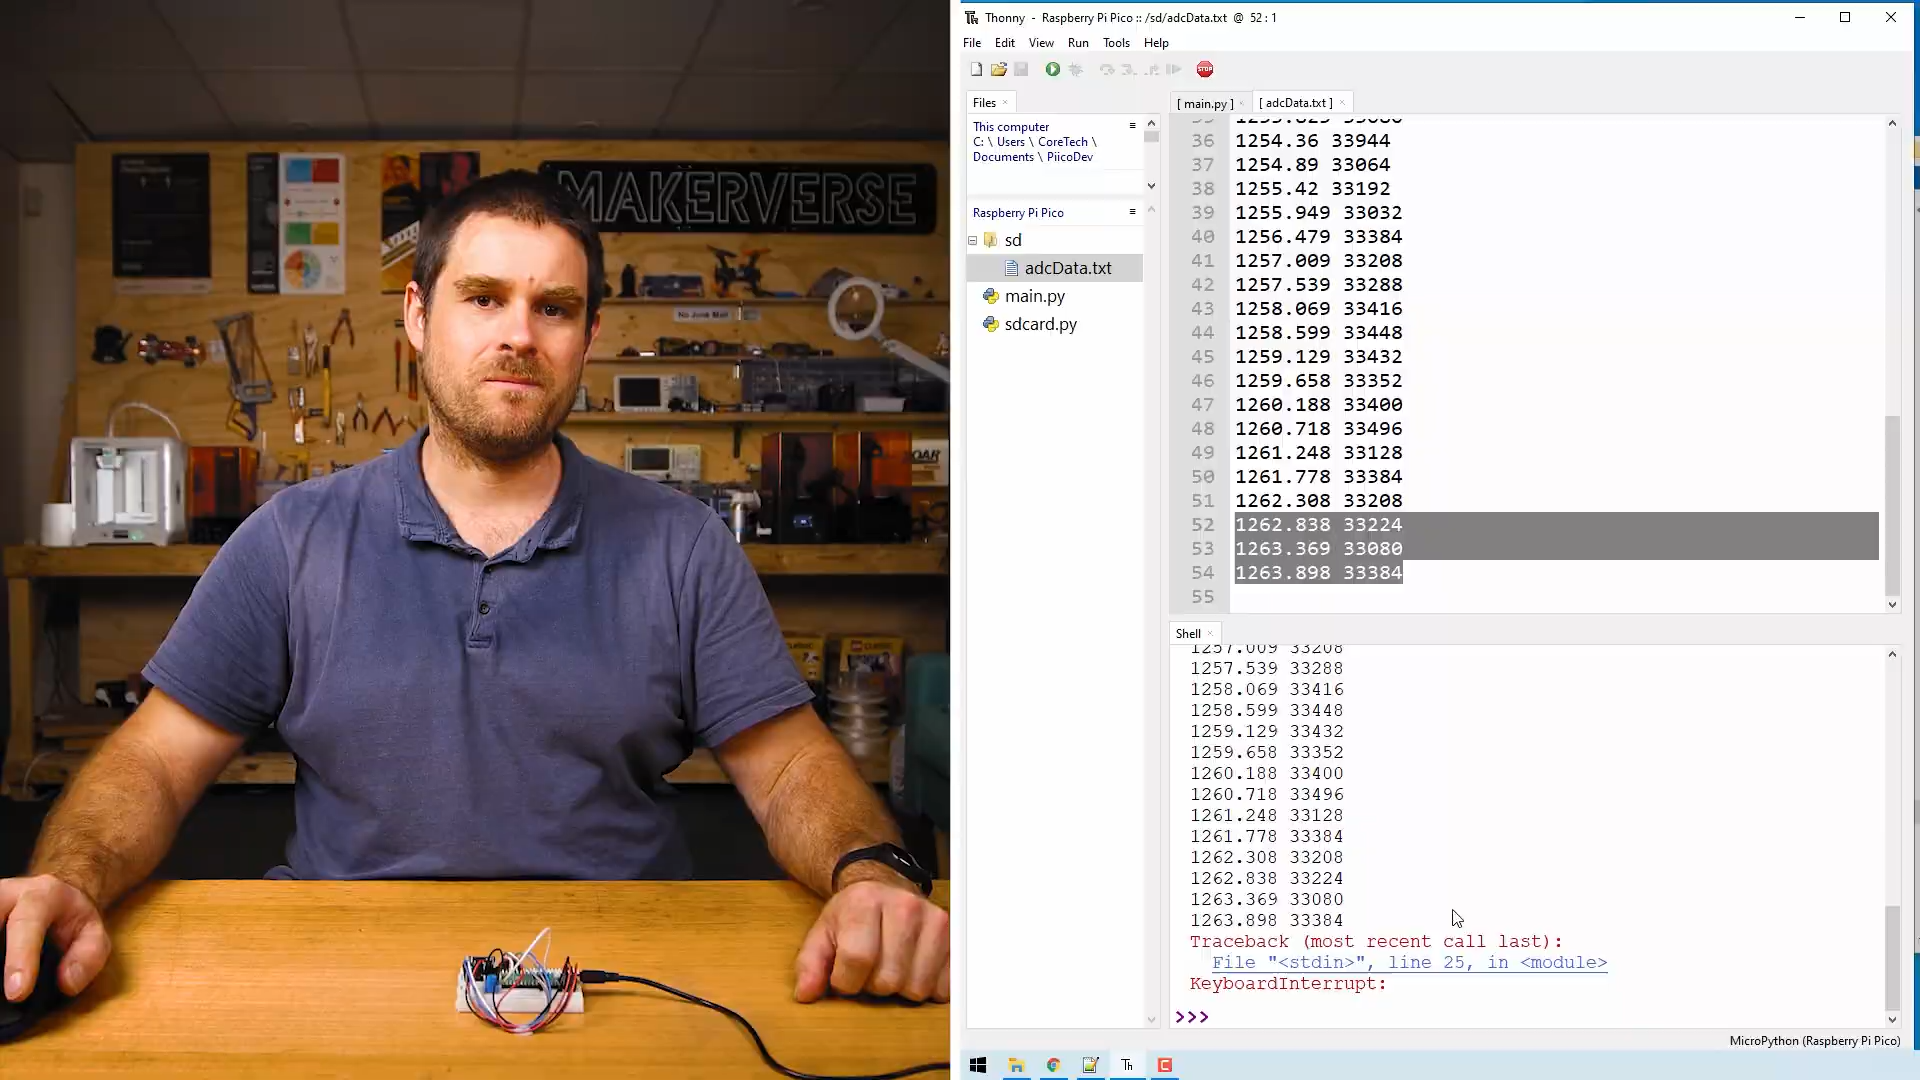 MAKERVERSE
No Junk Mail
Thonny - Raspberry Pi Pico :: /sd/adcData.txt @ 52 : 1
File Edit View Run Tools Help
STOP
Files
This computer
C: \ Users \ CoreTech \
Documents \ PiicoDev
Raspberry Pi Pico
sd
adcData.txt
main.py
sdcard.py
[ main.py ] [ adcData.txt ]
36 1254.36 33944
37 1254.89 33064
38 1255.42 33192
39 1255.949 33032
40 1256.479 33384
41 1257.009 33208
42 1257.539 33288
43 1258.069 33416
44 1258.599 33448
45 1259.129 33432
46 1259.658 33352
47 1260.188 33400
48 1260.718 33496
49 1261.248 33128
50 1261.778 33384
51 1262.308 33208
52 1262.838 33224
53 1263.369 33080
54 1263.898 33384
55
Shell
1257.009 33208
1257.539 33288
1258.069 33416
1258.599 33448
1259.129 33432
1259.658 33352
1260.188 33400
1260.718 33496
1261.248 33128
1261.778 33384
1262.308 33208
1262.838 33224
1263.369 33080
1263.898 33384
Traceback (most recent call last):
File "<stdin>", line 25, in <module>
KeyboardInterrupt:
>>>
MicroPython (Raspberry Pi Pico)
Th